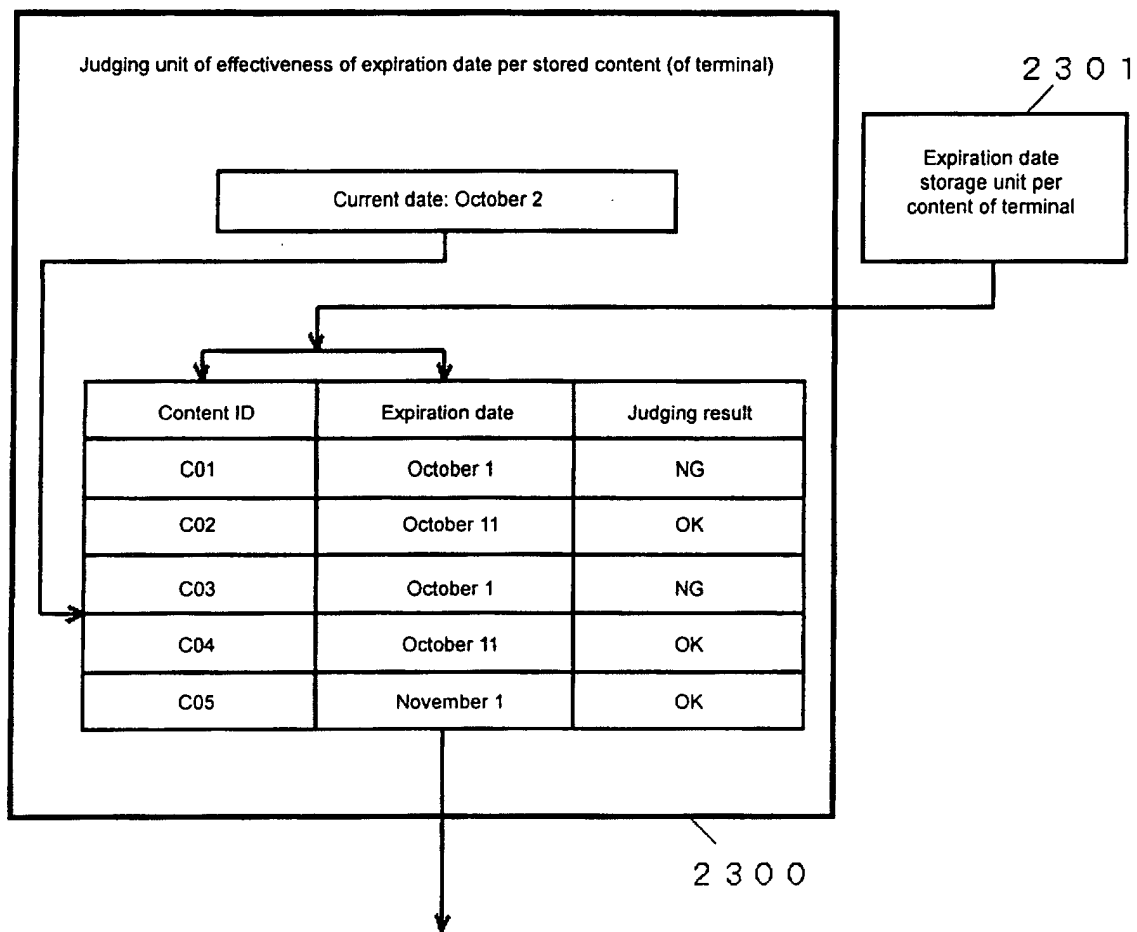 Judging unit of effectiveness of expiration date per stored content (of terminal)
2301
Expiration date
storage unit per
content of terminal
Current date: October 2
Content ID Expiration date Judging result
C01 October 1 NG
C02 October 11 OK
C03 October 1 NG
C04 October 11 OK
C05 November 1 OK
2300